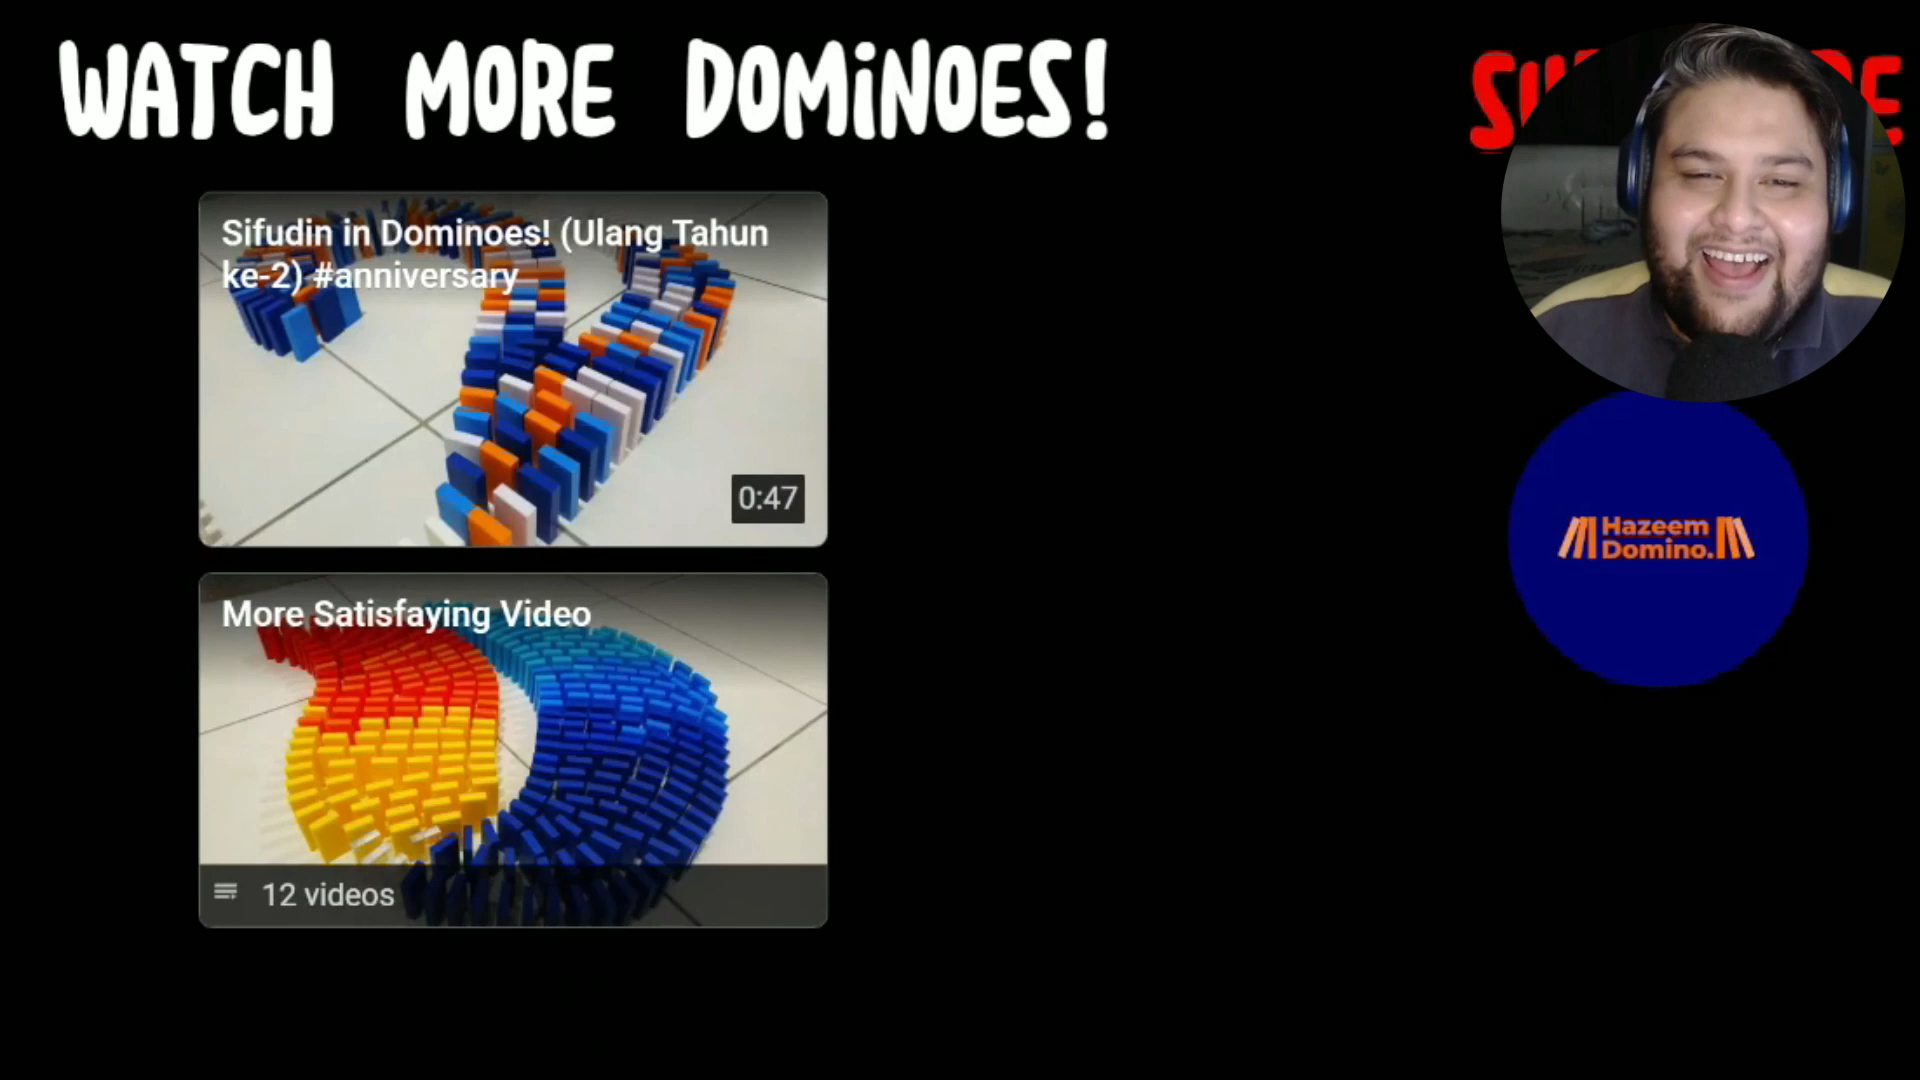 WATCH MORE DOMiNOES!
Sifudin in Dominoes! (Ulang Tahun
ke-2) #anniversary
0:47
Hazeem
Domino.
More Satisfaying Video
12 videos